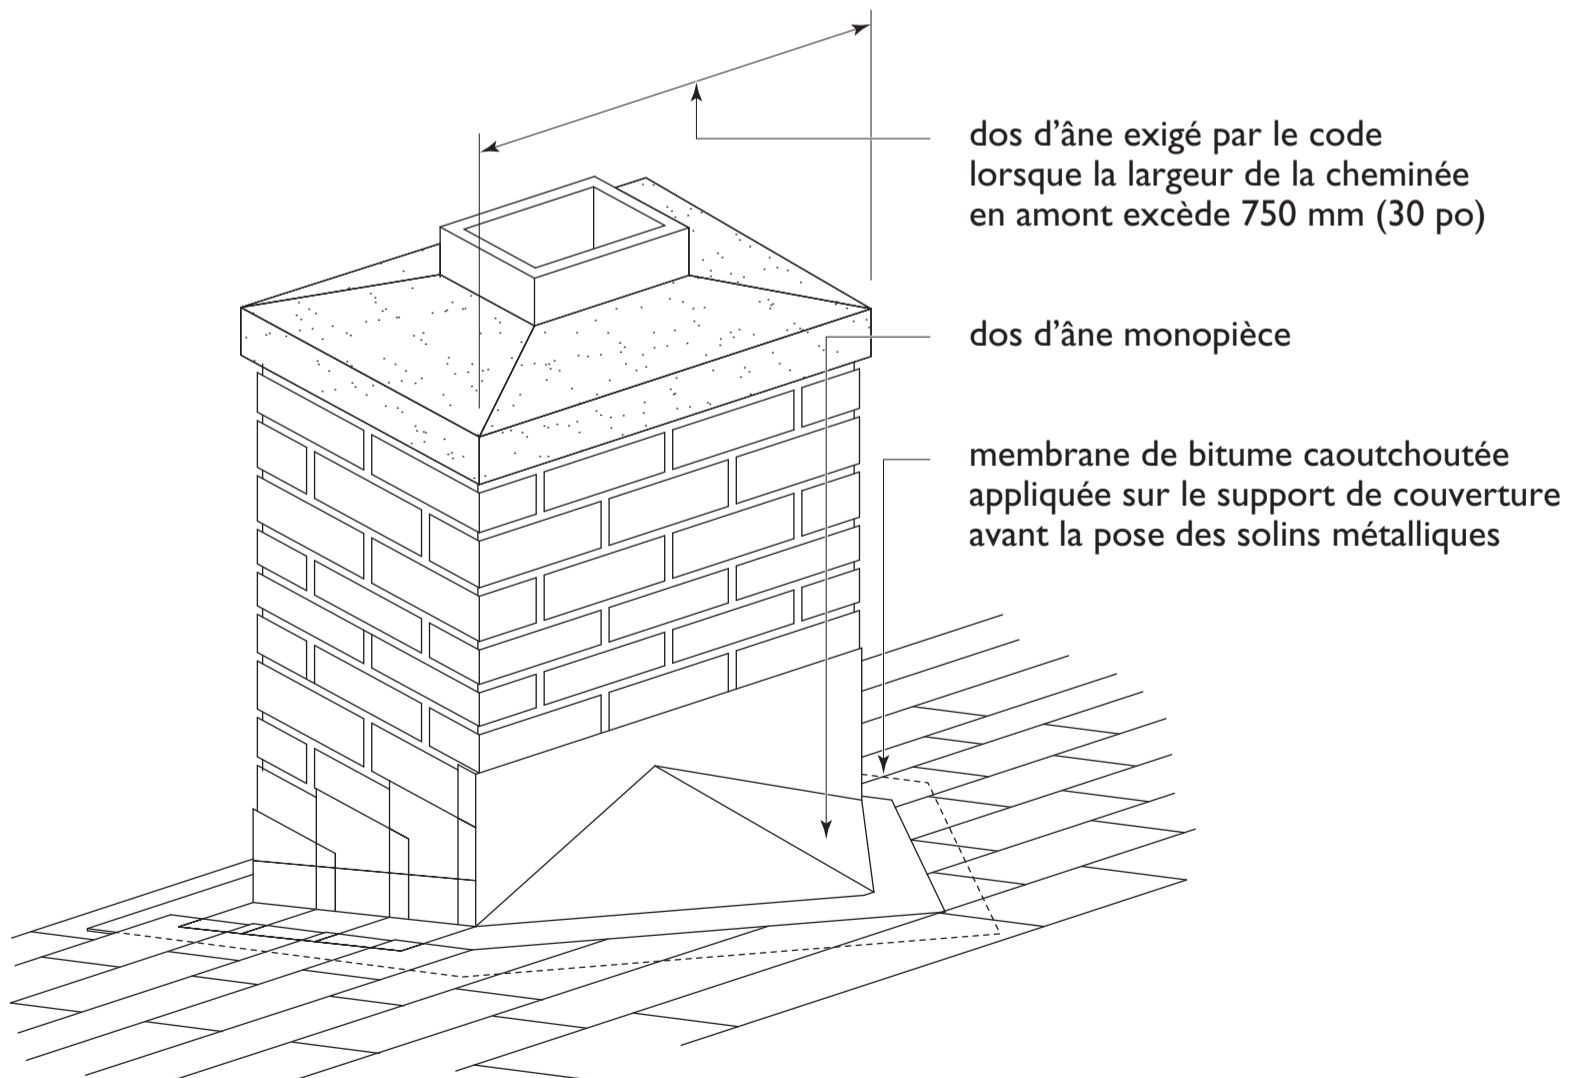 dos d’âne exigé par le code
lorsque la largeur de la cheminée
en amont excède 750 mm (30 po)
dos d’âne monopièce
membrane de bitume caoutchoutée
appliquée sur le support de couverture
avant la pose des solins métalliques